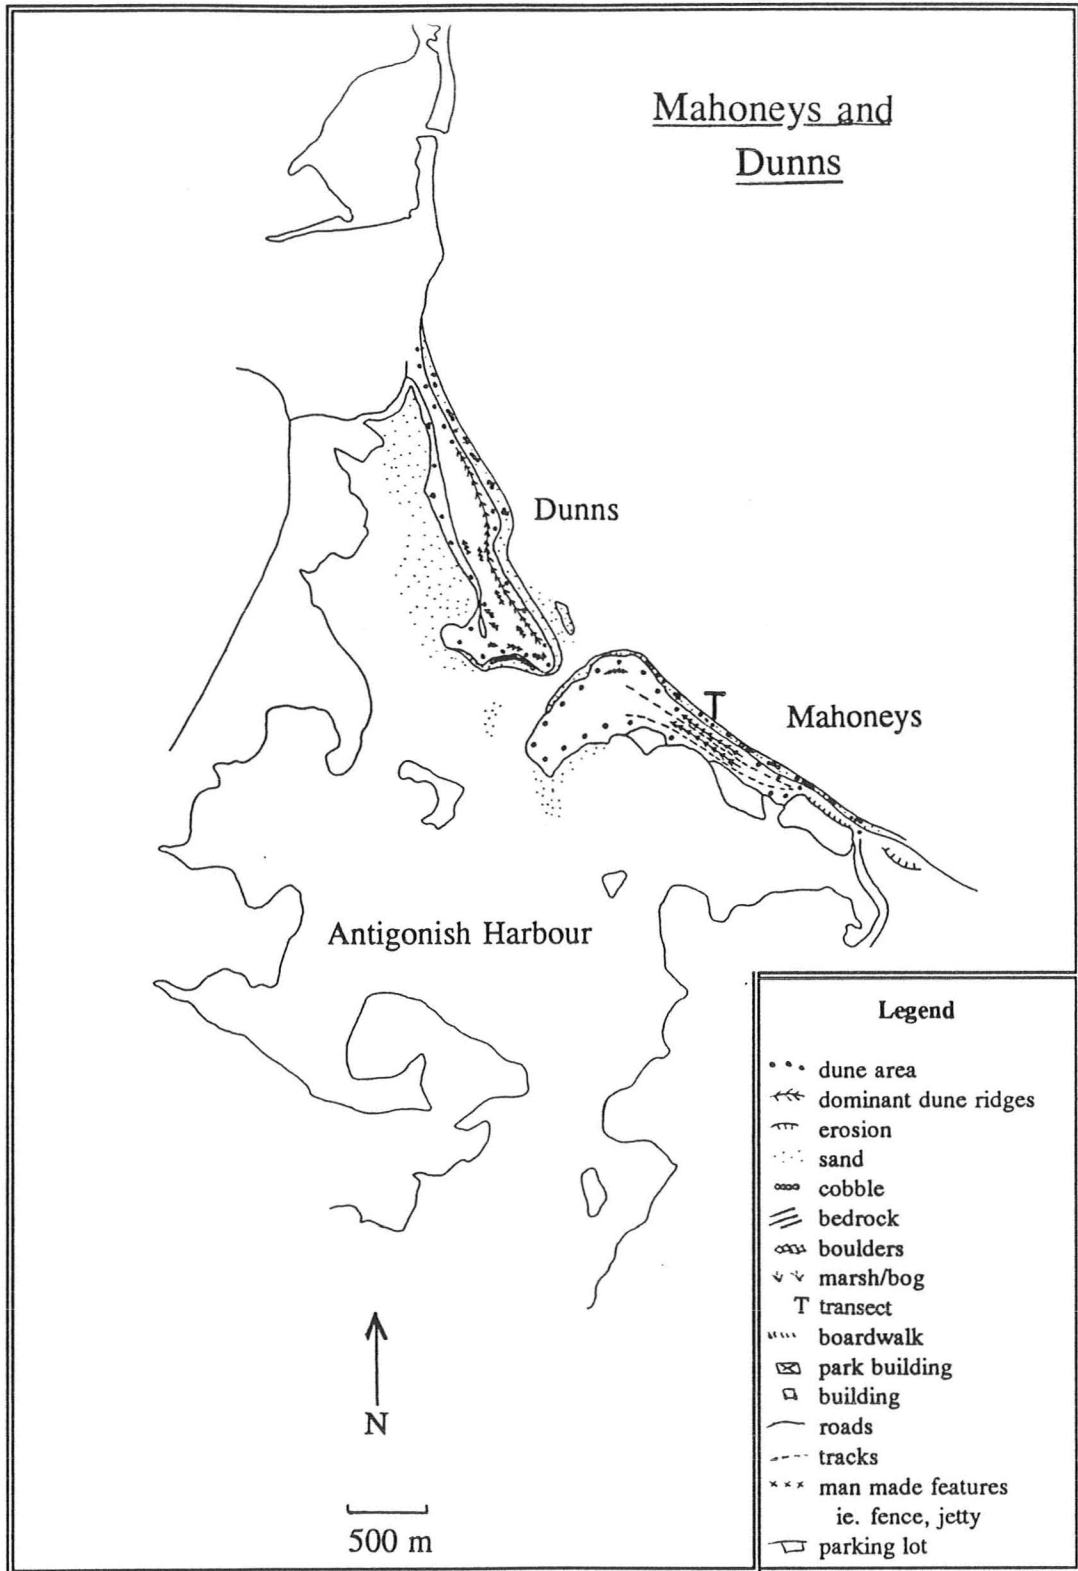 Mahoneys and
Dunns
Dunns
T
Mahoneys
Antigonish Harbour
N
500 m
Legend
dune area
dominant dune ridges
erosion
sand
cobble
bedrock
boulders
marsh/bog
T transect
boardwalk
park building
building
roads
tracks
man made features
ie. fence, jetty
parking lot